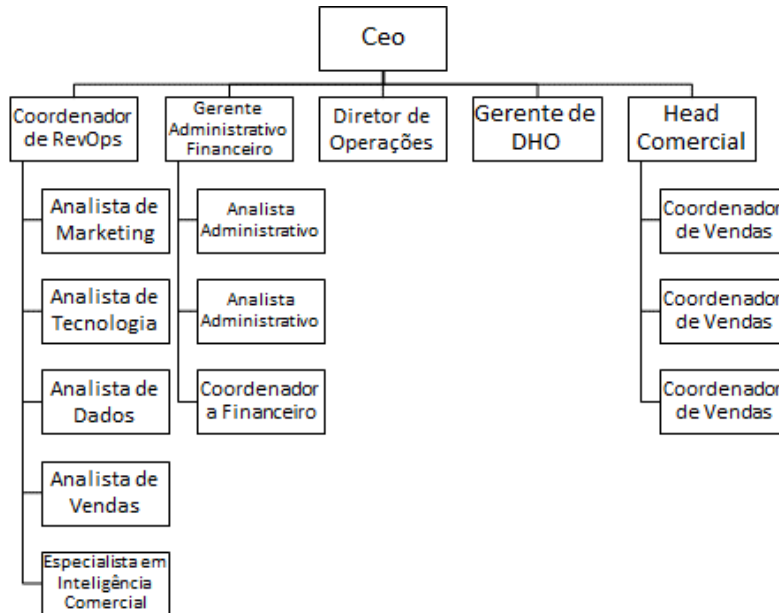 Ceo
Coordenador
de RevOps
Gerente
Administrativo
Financeiro
Diretor de
Operações
Gerente de
DHO
Head
Comercial
Analista de
Marketing
Analista de
Tecnologia
Analista de
Dados
Analista de
Vendas
Especialista em
Inteligência
Comercial
Analista
Administrativo
Analista
Administrativo
Coordenador
a Financeiro
Coordenador
de Vendas
Coordenador
de Vendas
Coordenador
de Vendas